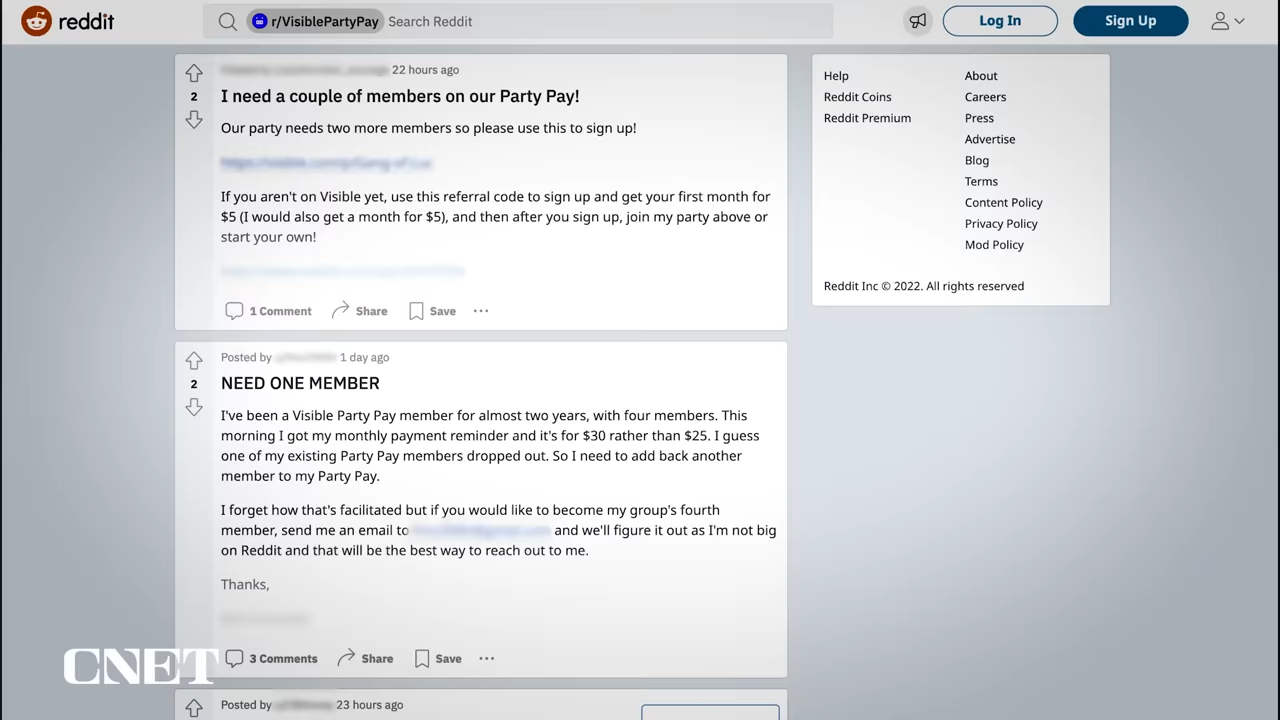 reddit
r/VisiblePartyPay Search Reddit
Log In
Sign Up
22 hours ago
2
I need a couple of members on our Party Pay!
Our party needs two more members so please use this to sign up!
If you aren't on Visible yet, use this referral code to sign up and get your first month for
$5 (I would also get a month for $5), and then after you sign up, join my party above or
start your own!
1 Comment Share Save
Posted by 1 day ago
2
NEED ONE MEMBER
I've been a Visible Party Pay member for almost two years, with four members. This
morning I got my monthly payment reminder and it's for $30 rather than $25. I guess
one of my existing Party Pay members dropped out. So I need to add back another
member to my Party Pay.
I forget how that's facilitated but if you would like to become my group's fourth
member, send me an email to and we'll figure it out as I'm not big
on Reddit and that will be the best way to reach out to me.
Thanks,
3 Comments Share Save
Posted by 23 hours ago
Help
Reddit Coins
Reddit Premium
About
Careers
Press
Advertise
Blog
Terms
Content Policy
Privacy Policy
Mod Policy
Reddit Inc © 2022. All rights reserved
CNET